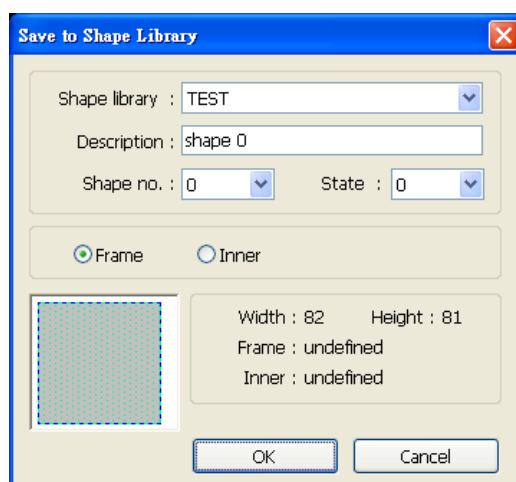 Save to Shape Library
Shape library : TEST
Description : shape 0
Shape no. : 0 State : 0
Frame Inner
Width : 82 Height : 81
Frame : undefined
Inner : undefined
OK Cancel